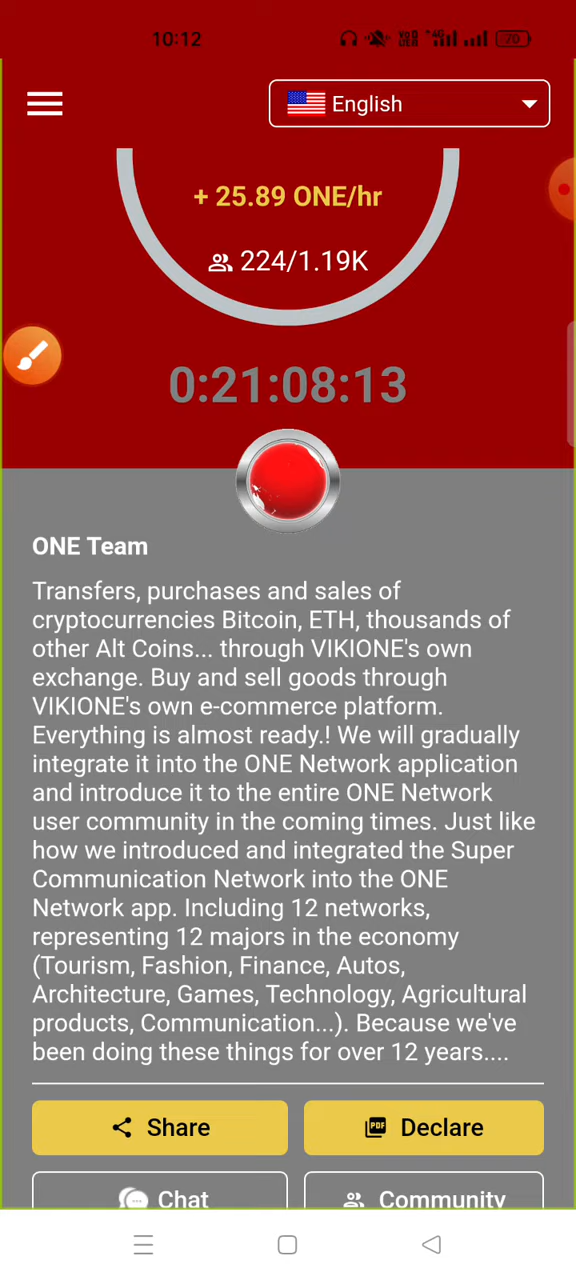 10:12
Vo) LTE 4G 70
English
+ 25.89 ONE/hr
224/1.19K
0:21:08:13
ONE Team
Transfers, purchases and sales of
cryptocurrencies Bitcoin, ETH, thousands of
other Alt Coins... through VIKIONE's own
exchange. Buy and sell goods through
VIKIONE's own e-commerce platform.
Everything is almost ready.! We will gradually
integrate it into the ONE Network application
and introduce it to the entire ONE Network
user community in the coming times. Just like
how we introduced and integrated the Super
Communication Network into the ONE
Network app. Including 12 networks,
representing 12 majors in the economy
(Tourism, Fashion, Finance, Autos,
Architecture, Games, Technology, Agricultural
products, Communication...). Because we've
been doing these things for over 12 years....
Share
PDF Declare
Chat
Community